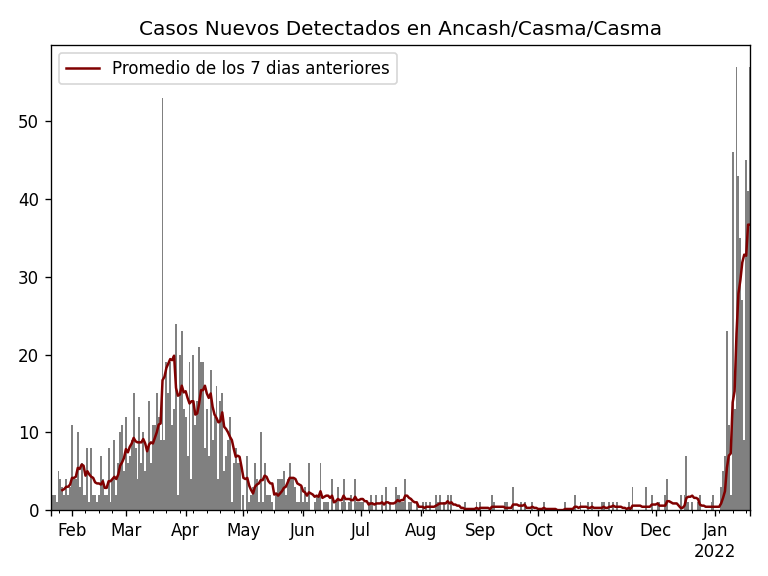 Casos Nuevos Detectados en Ancash/Casma/Casma
Promedio de los 7 dias anteriores
50
40
30
20
10
0
Feb Mar Apr May Jun Jul Aug Sep Oct Nov Dec Jan
2022